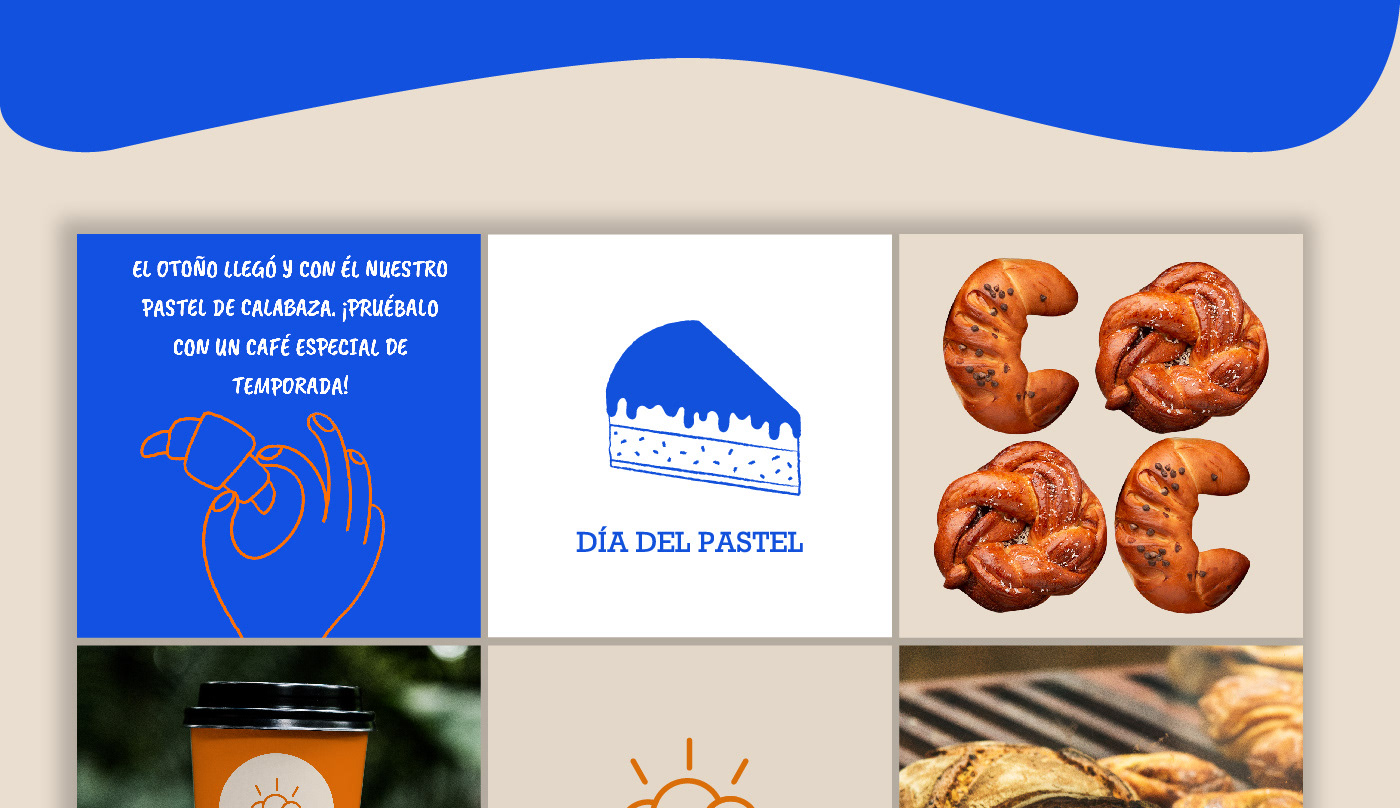 EL OTOÑO LLEGÓ Y CON ÉL NUESTRO
PASTEL DE CALABAZA. ¡PRUÉBALO
CON UN CAFÉ ESPECIAL DE
TEMPORADA!
DÍA DEL PASTEL